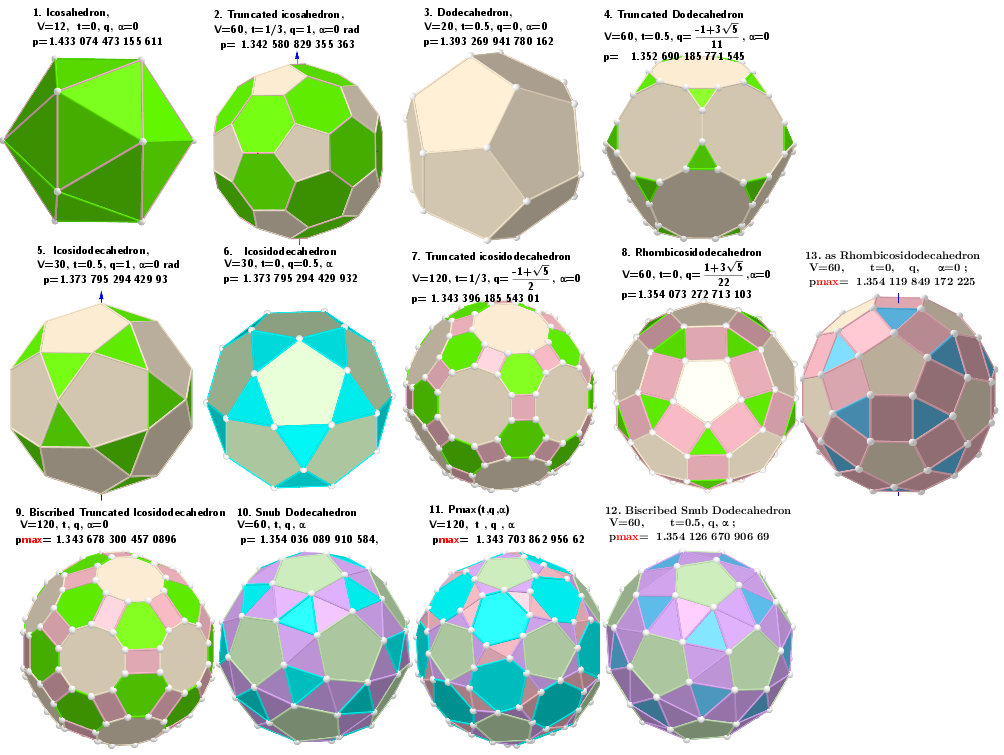 1. Icosahedron,
V=12, t=0, q, α=0
p=1.433 074 473 155 611
2. Truncated icosahedron,
V=60, t=1/3, q=1, α=0 rad
p= 1.342 580 829 355 363
3. Dodecahedron,
V=20, t=0.5, q=0, α=0
p=1.393 269 941 780 162
4. Truncated Dodecahedron
V=60, t=0.5, q= (-1+3√5)/11 , α=0
p= 1.352 690 185 771 545
5. Icosidodecahedron,
V=30, t=0.5, q=1, α=0 rad
p=1.373 795 294 429 93
6. Icosidodecahedron
V=30, t=0, q=0.5, α
p= 1.373 795 294 429 932
7. Truncated icosidodecahedron
V=120, t=1/3, q= (-1+√5)/2 , α=0
p= 1.343 396 185 543 01
8. Rhombicosidodecahedron
V=60, t=0, q= (1+3√5)/22 ,α=0
p=1.354 073 272 713 103
13. as Rhombicosidodecahedron
V=60, t=0, q, α=0 ;
pmax= 1.354 119 849 172 225
9. Biscribed Truncated Icosidodecahedron
V=120, t, q, α=0
pmax= 1.343 678 300 457 0896
10. Snub Dodecahedron
V=60, t, q, α
p= 1.354 036 089 910 584,
11. Pmax(t,q,α)
V=120, t , q , α
pmax= 1.343 703 862 956 62
12. Biscribed Snub Dodecahedron
V=60, t=0.5, q, α ;
pmax= 1.354 126 670 906 69